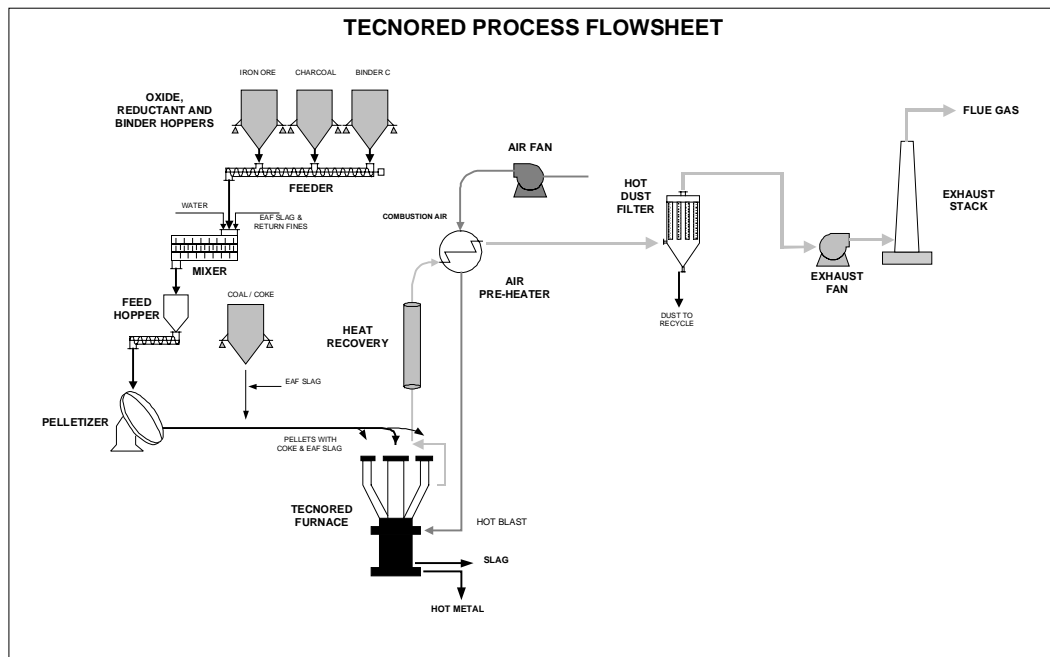 TECNORED PROCESS FLOWSHEET
IRON ORE
CHARCOAL
BINDER C
OXIDE,
REDUCTANT AND
BINDER HOPPERS
FEEDER
WATER
EAF SLAG &
RETURN FINES
MIXER
FEED
HOPPER
COAL / COKE
EAF SLAG
PELLETIZER
PELLETS WITH
COKE & EAF SLAG
TECNORED
FURNACE
HOT BLAST
SLAG
HOT METAL
HEAT
RECOVERY
AIR FAN
COMBUSTION AIR
AIR
PRE-HEATER
HOT
DUST
FILTER
DUST TO
RECYCLE
EXHAUST
FAN
EXHAUST
STACK
FLUE GAS